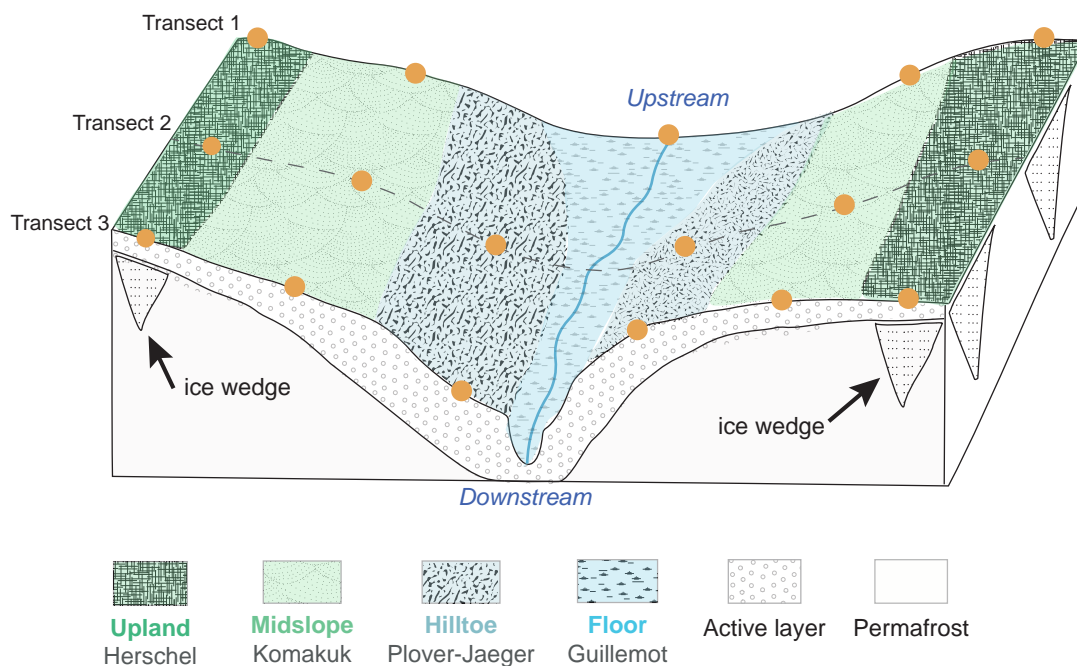 Transect 1
Upstream
Transect 2
Transect 3
ice wedge
ice wedge
Downstream
Upland
Herschel
Midslope
Komakuk
Hilltoe
Plover-Jaeger
Floor
Guillemot
Active layer
Permafrost